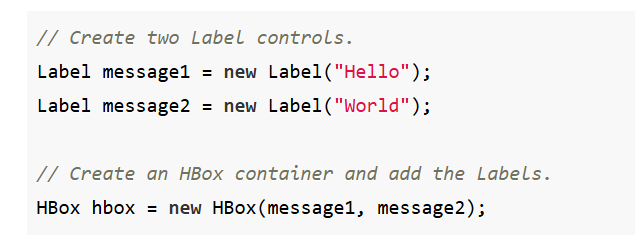 // Create two Label controls.
Label message1 = new Label("Hello");
Label message2 = new Label("World");
// Create an HBox container and add the Labels.
HBox hbox = new HBox(message1, message2);